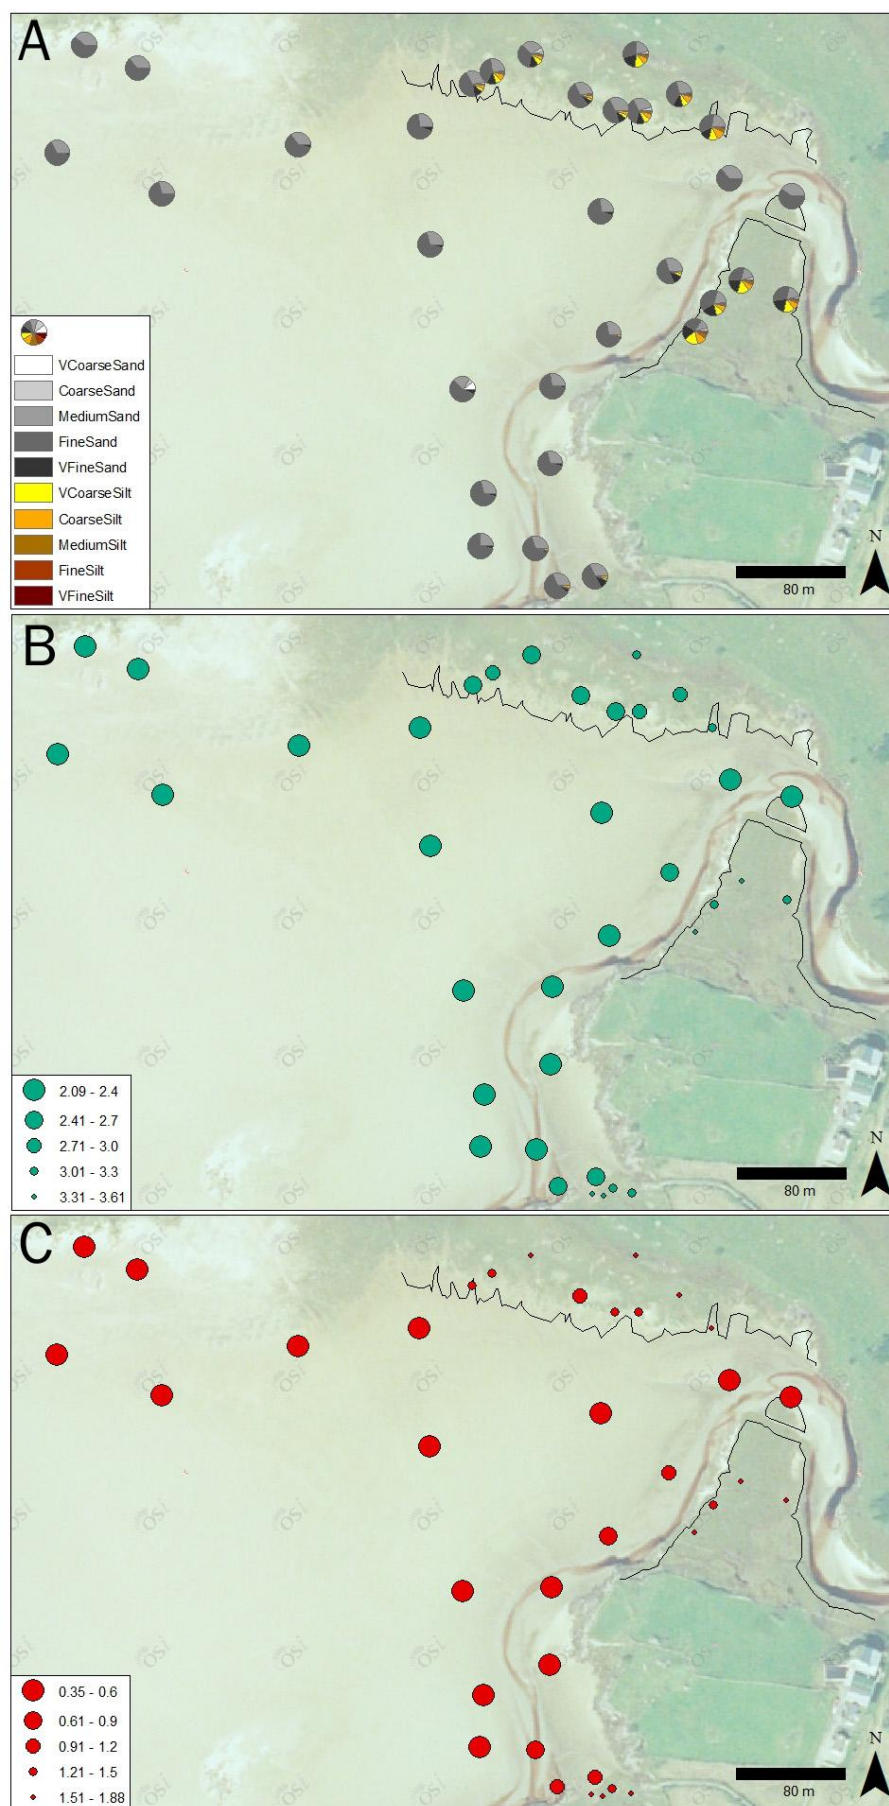 A
VCoarseSand
CoarseSand
MediumSand
FineSand
VFineSand
VCoarseSilt
CoarseSilt
MediumSilt
FineSilt
VFineSilt
N
80 m
B
2.09 - 2.4
2.41 - 2.7
2.71 - 3.0
3.01 - 3.3
3.31 - 3.61
N
80 m
C
0.35 - 0.6
0.61 - 0.9
0.91 - 1.2
1.21 - 1.5
1.51 - 1.88
N
80 m